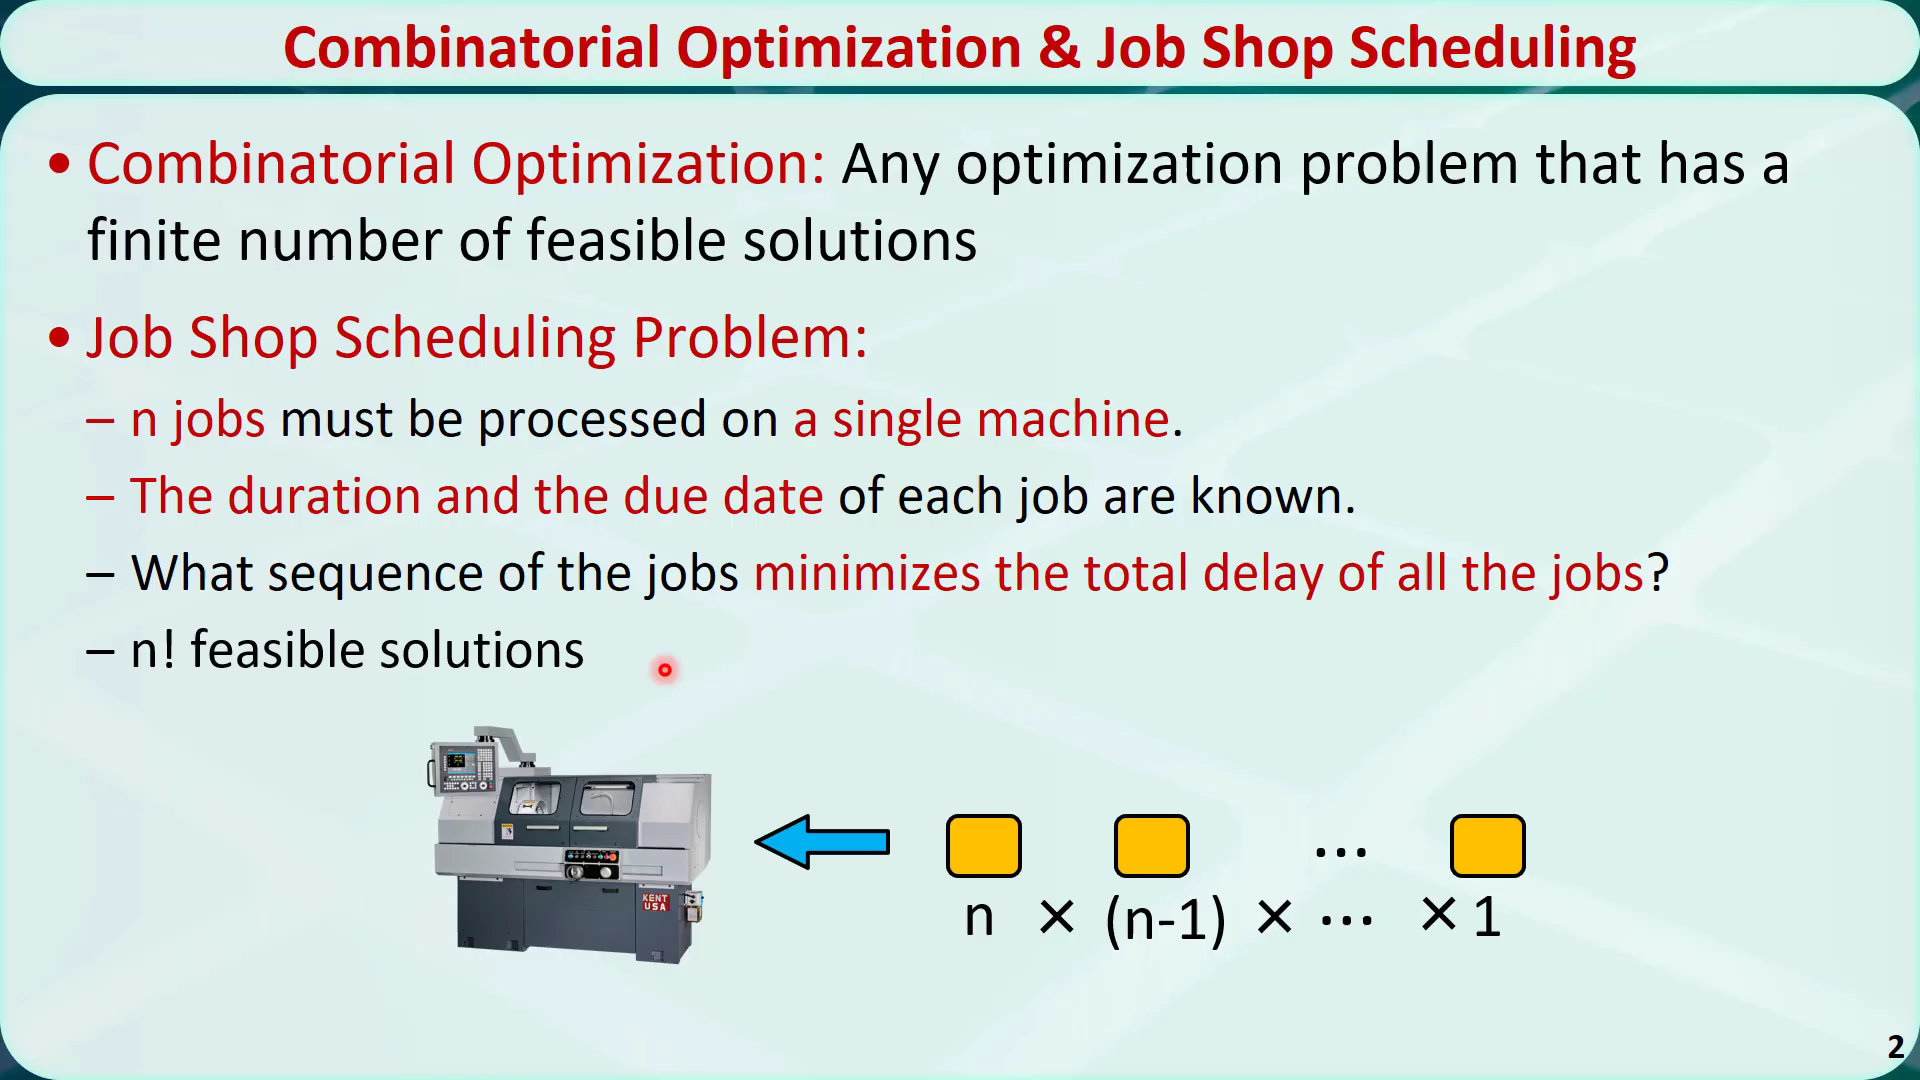 Combinatorial Optimization & Job Shop Scheduling
• Combinatorial Optimization: Any optimization problem that has a
finite number of feasible solutions
• Job Shop Scheduling Problem:
– n jobs must be processed on a single machine.
– The duration and the due date of each job are known.
– What sequence of the jobs minimizes the total delay of all the jobs?
– n! feasible solutions
...
KENT
USA
n × (n-1) × ... × 1
2